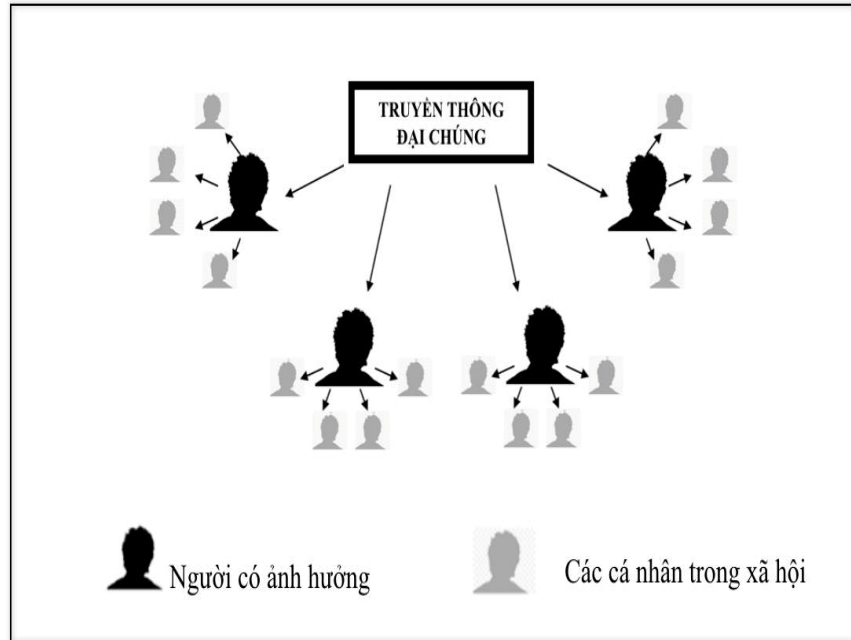 TRUYỀN THÔNG
ĐẠI CHÚNG
Người có ảnh hưởng
Các cá nhân trong xã hội